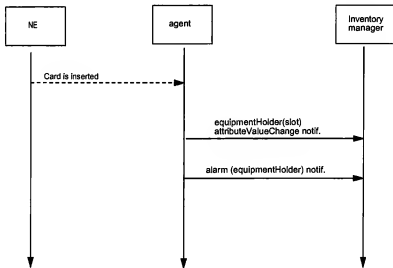 NE
agent
Inventory
manager
Card is inserted
equipmentHolder(slot)
attributeValueChange notif.
alarm (equipmentHolder) notif.